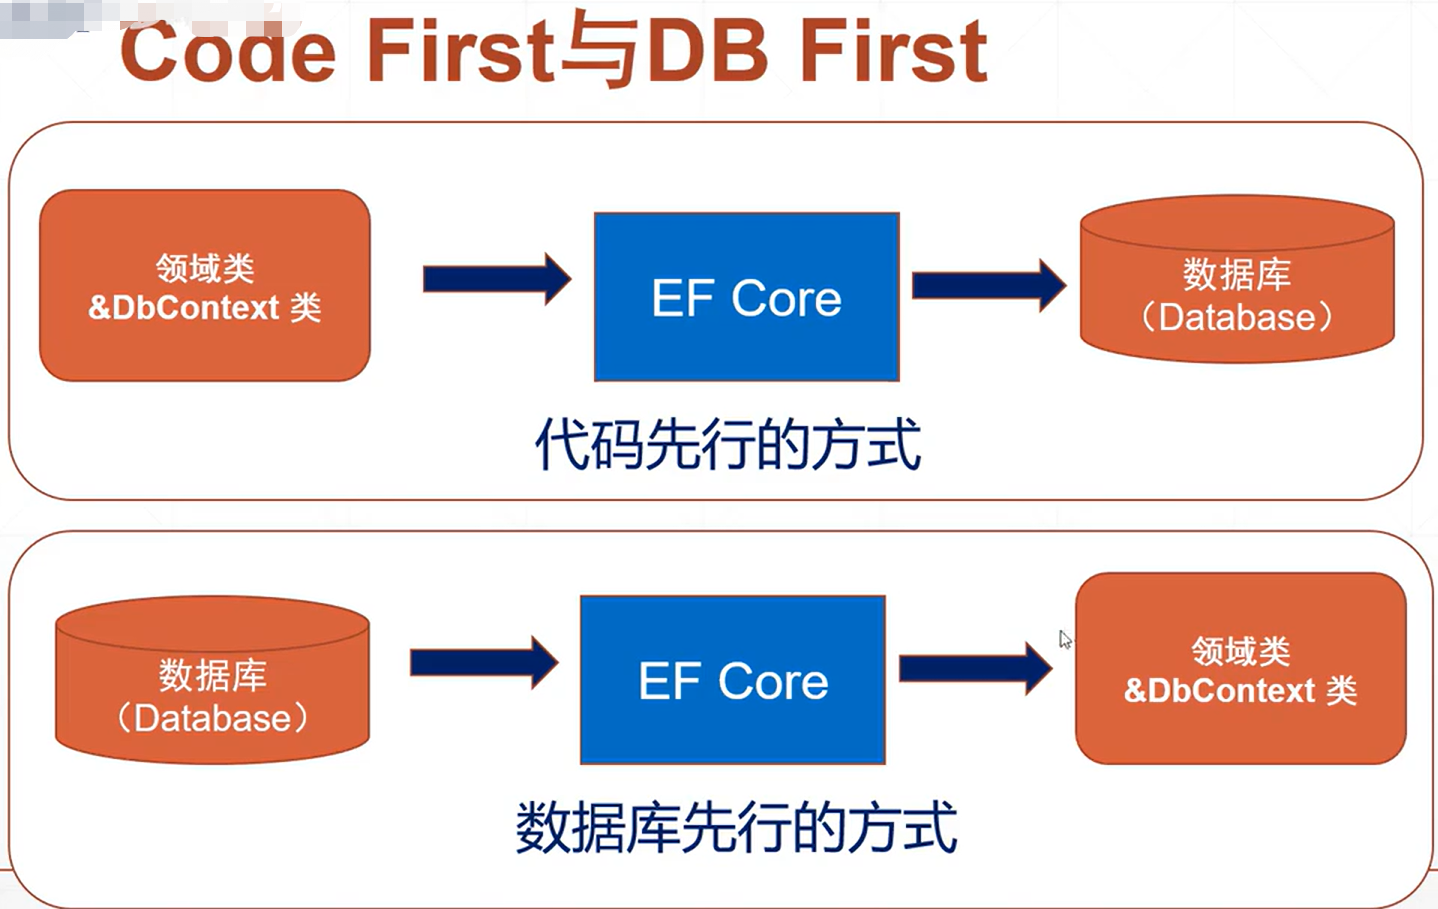 Code First与DB First
领域类
&DbContext 类
EF Core
数据库
（Database）
代码先行的方式
数据库
（Database）
EF Core
领域类
&DbContext 类
数据库先行的方式